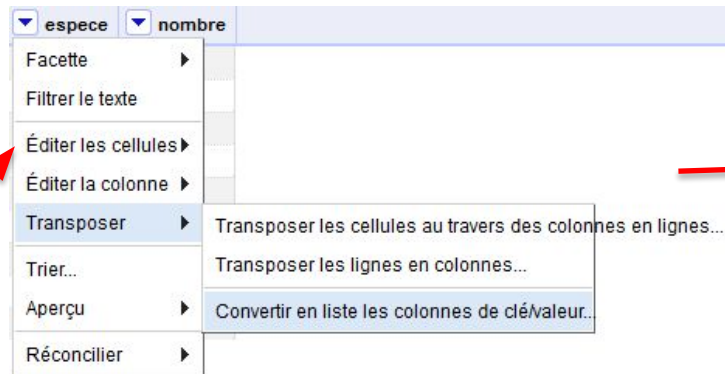 espece nombre
Facette
Filtrer le texte
Éditer les cellules
Éditer la colonne
Transposer
Transposer les cellules au travers des colonnes en lignes...
Trier...
Transposer les lignes en colonnes...
Aperçu
Convertir en liste les colonnes de clé/valeur...
Réconcilier